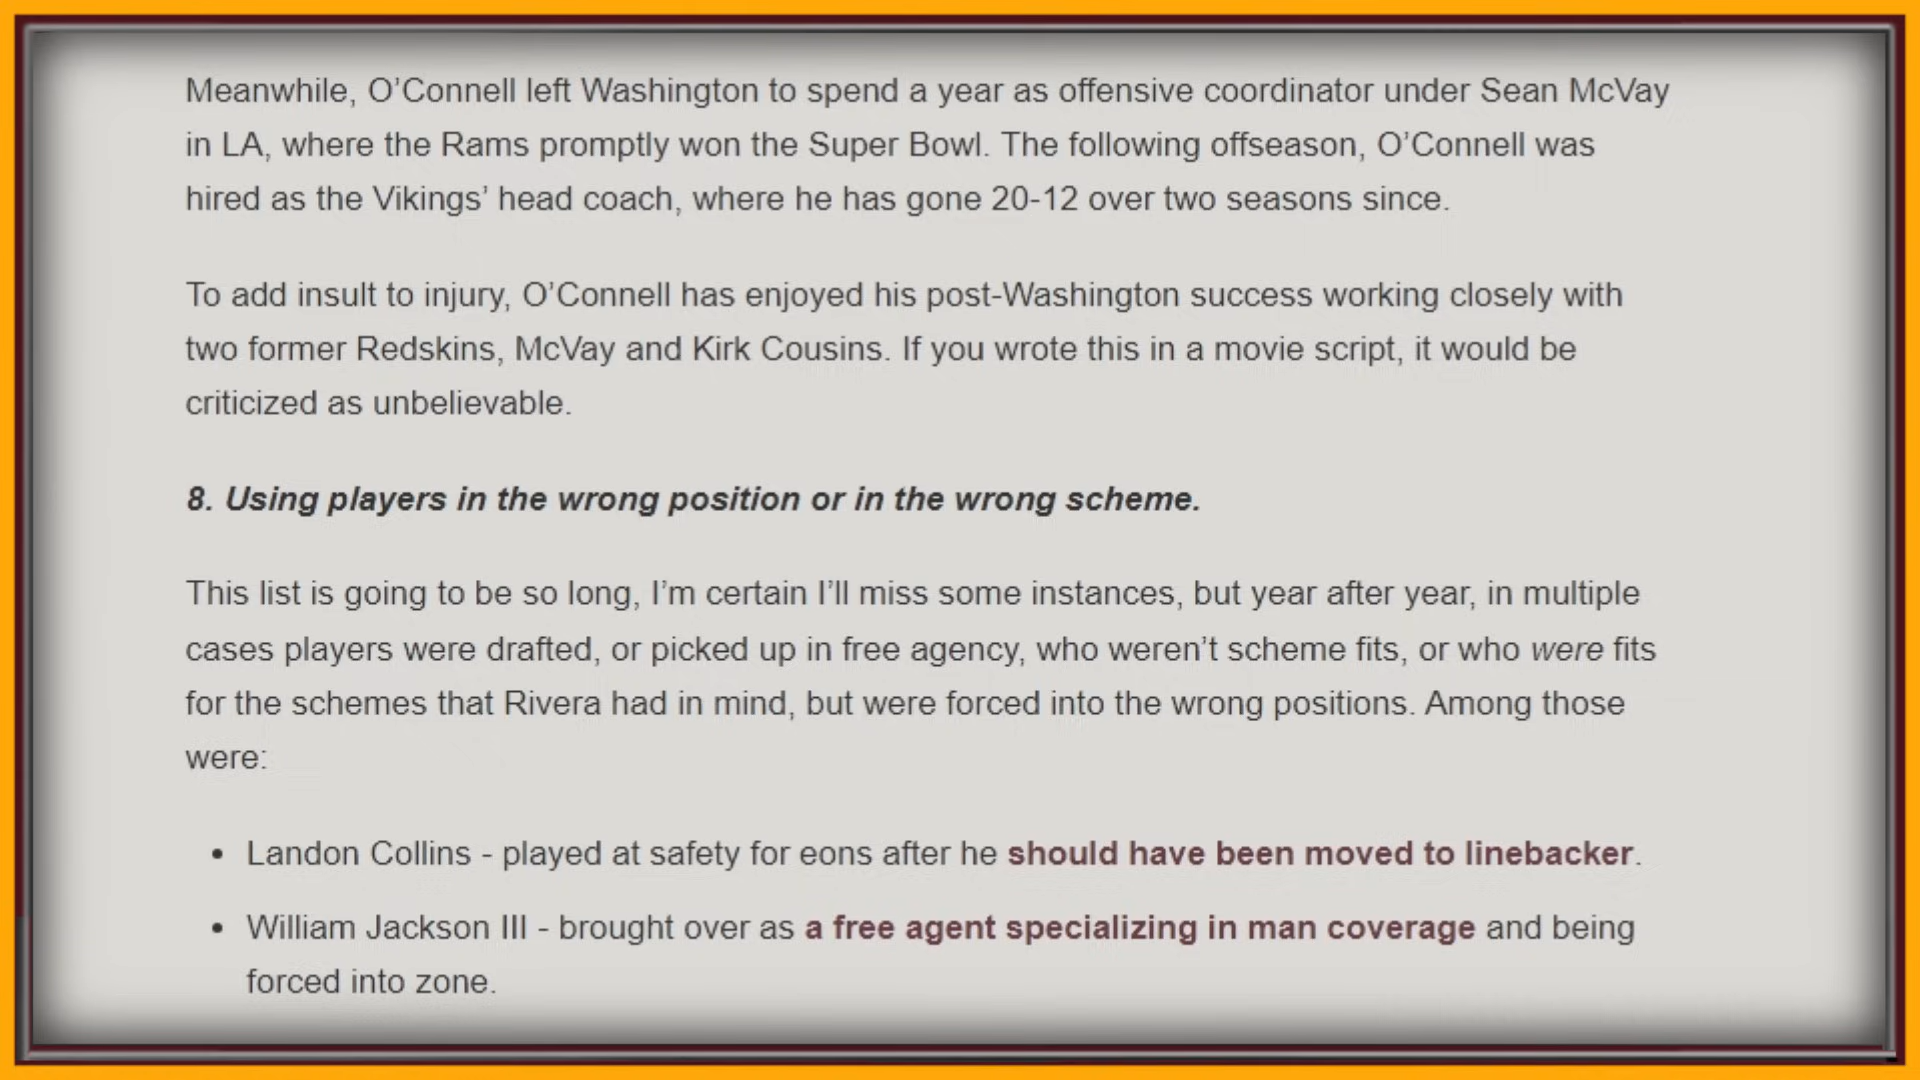 Meanwhile, O’Connell left Washington to spend a year as offensive coordinator under Sean McVay
in LA, where the Rams promptly won the Super Bowl. The following offseason, O’Connell was
hired as the Vikings’ head coach, where he has gone 20-12 over two seasons since.
To add insult to injury, O’Connell has enjoyed his post-Washington success working closely with
two former Redskins, McVay and Kirk Cousins. If you wrote this in a movie script, it would be
criticized as unbelievable.
8. Using players in the wrong position or in the wrong scheme.
This list is going to be so long, I’m certain I’ll miss some instances, but year after year, in multiple
cases players were drafted, or picked up in free agency, who weren’t scheme fits, or who were fits
for the schemes that Rivera had in mind, but were forced into the wrong positions. Among those
were:
• Landon Collins - played at safety for eons after he should have been moved to linebacker.
• William Jackson III - brought over as a free agent specializing in man coverage and being
forced into zone.